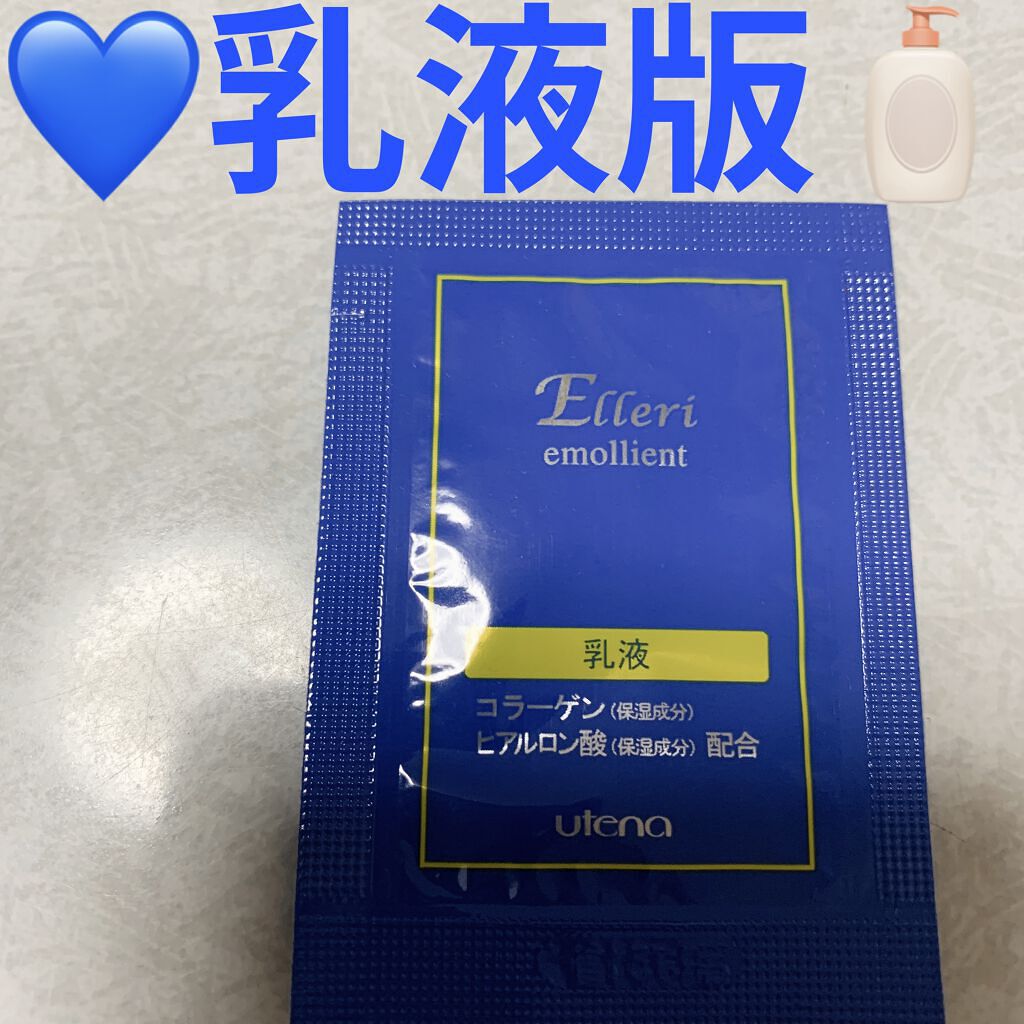 💙乳液版🧴
Elleri
emollient
乳液
コラーゲン(保湿成分)
ヒアルロン酸(保湿成分) 配合
utena